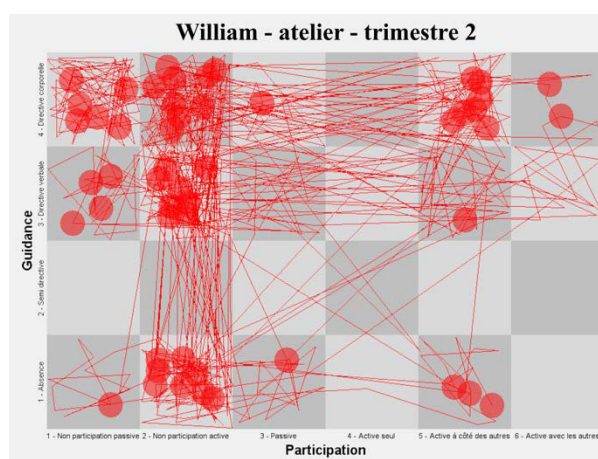 William - atelier - trimestre 2
Guidance
4 - Directive corporelle
3 - Directive verbale
2 - Semi directive
1 - Absence
1 - Non participation passive
2 - Non participation active
3 - Passive
4 - Active seul
5 - Active à côté des autres
6 - Active avec les autres
Participation